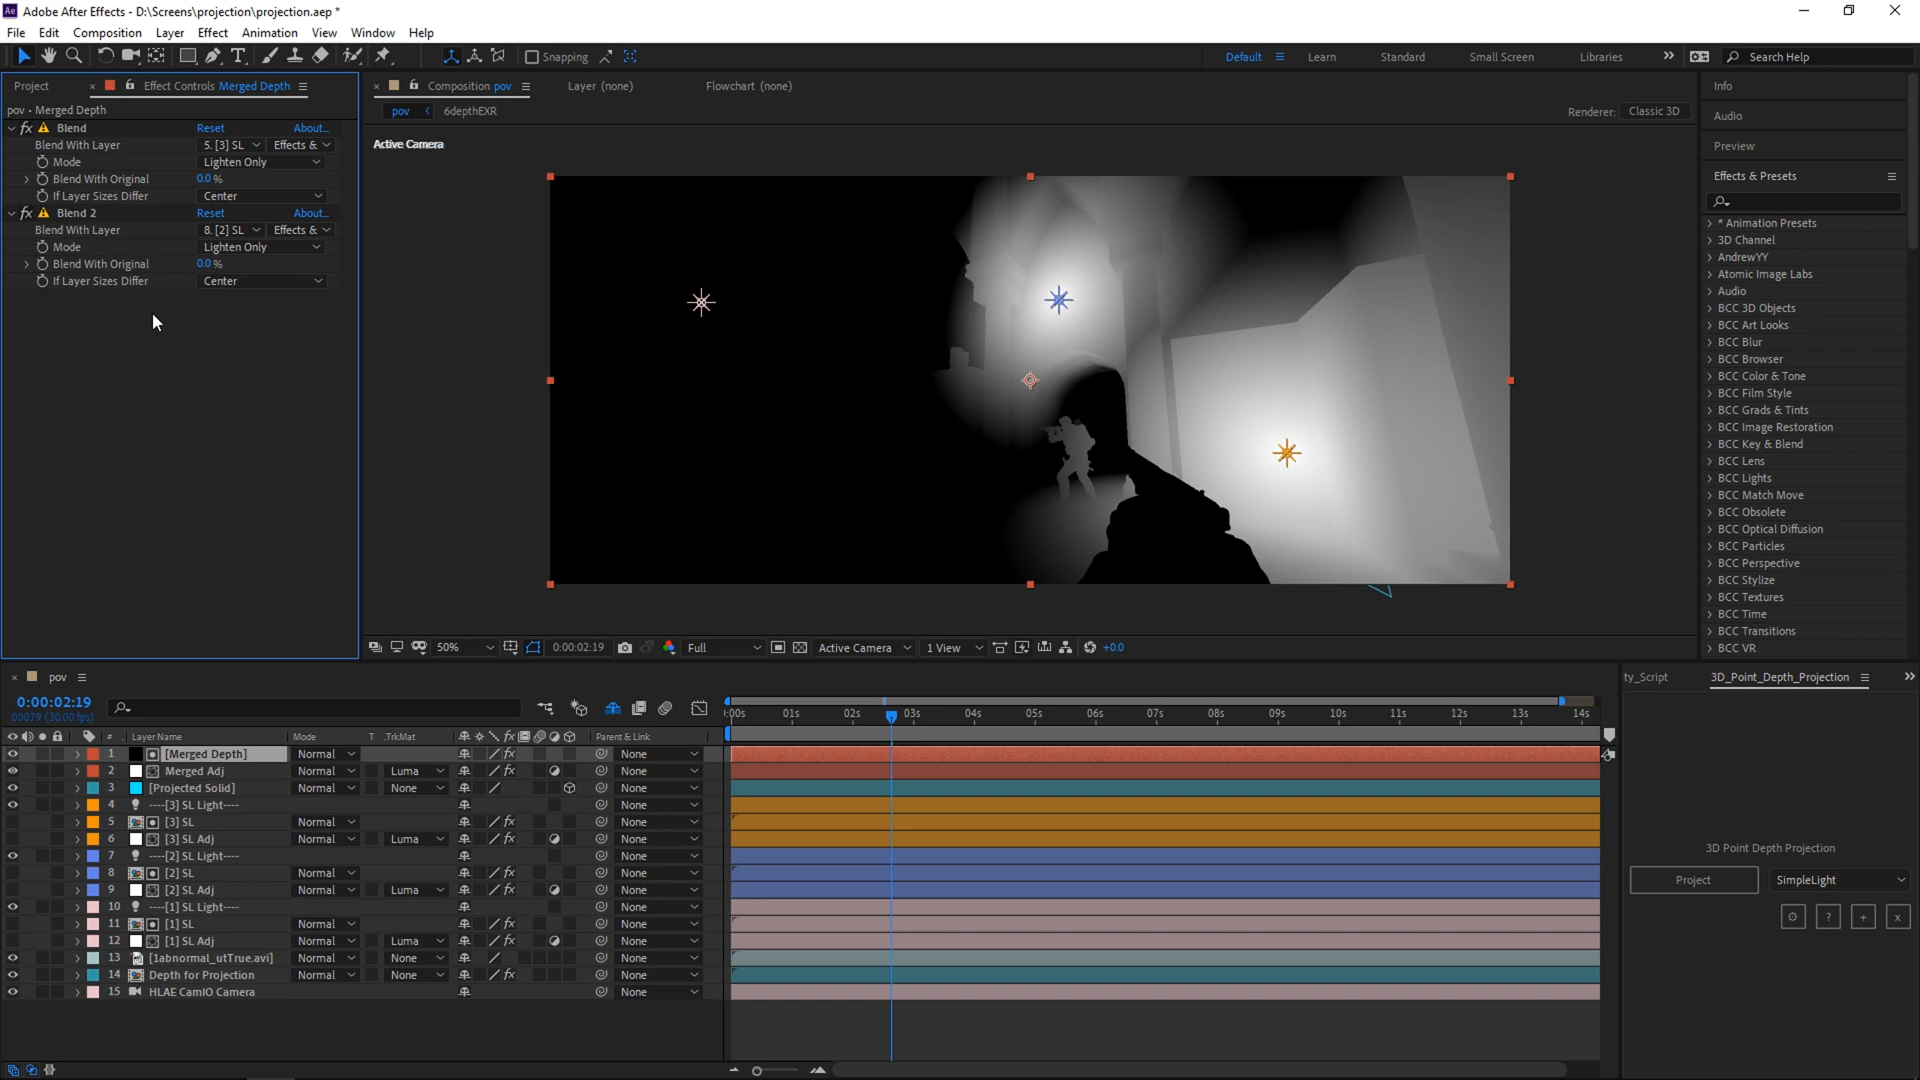 Ae Adobe After Effects - D:\Screens\projection\projection.aep *
File Edit Composition Layer Effect Animation View Window Help
T Snapping Default Learn Standard Small Screen Libraries Search Help
Project Effect Controls Merged Depth
pov • Merged Depth
fx Blend Reset About...
Blend With Layer 5. [3] SL Effects &
Mode Lighten Only
Blend With Original 0.0 %
If Layer Sizes Differ Center
fx Blend 2 Reset About...
Blend With Layer 8. [2] SL Effects &
Mode Lighten Only
Blend With Original 0.0 %
If Layer Sizes Differ Center
Composition pov Layer (none) Flowchart (none)
pov 6depthEXR Renderer: Classic 3D
Active Camera
50% 0:00:02:19 Full Active Camera 1 View +0.0
Info
Audio
Preview
Effects & Presets
* Animation Presets
3D Channel
AndrewYY
Atomic Image Labs
Audio
BCC 3D Objects
BCC Art Looks
BCC Blur
BCC Browser
BCC Color & Tone
BCC Film Style
BCC Grads & Tints
BCC Image Restoration
BCC Key & Blend
BCC Lens
BCC Lights
BCC Match Move
BCC Obsolete
BCC Optical Diffusion
BCC Particles
BCC Perspective
BCC Stylize
BCC Textures
BCC Time
BCC Transitions
BCC VR
pov
0:00:02:19
00079 (30.00 fps)
:00s 01s 02s 03s 04s 05s 06s 07s 08s 09s 10s 11s 12s 13s 14s
# Layer Name Mode T .TrkMat fx Parent & Link
1 [Merged Depth] Normal fx None
2 Merged Adj Normal Luma fx None
3 [Projected Solid] Normal None None
4 ----[3] SL Light---- None
5 [3] SL Normal fx None
6 [3] SL Adj Normal Luma fx None
7 ----[2] SL Light---- None
8 [2] SL Normal fx None
9 [2] SL Adj Normal Luma fx None
10 ----[1] SL Light---- None
11 [1] SL Normal fx None
12 [1] SL Adj Normal Luma fx None
13 [1abnormal_utTrue.avi] Normal None None
14 Depth for Projection Normal None fx None
15 HLAE CamIO Camera None
ty_Script 3D_Point_Depth_Projection
3D Point Depth Projection
Project SimpleLight
? + x